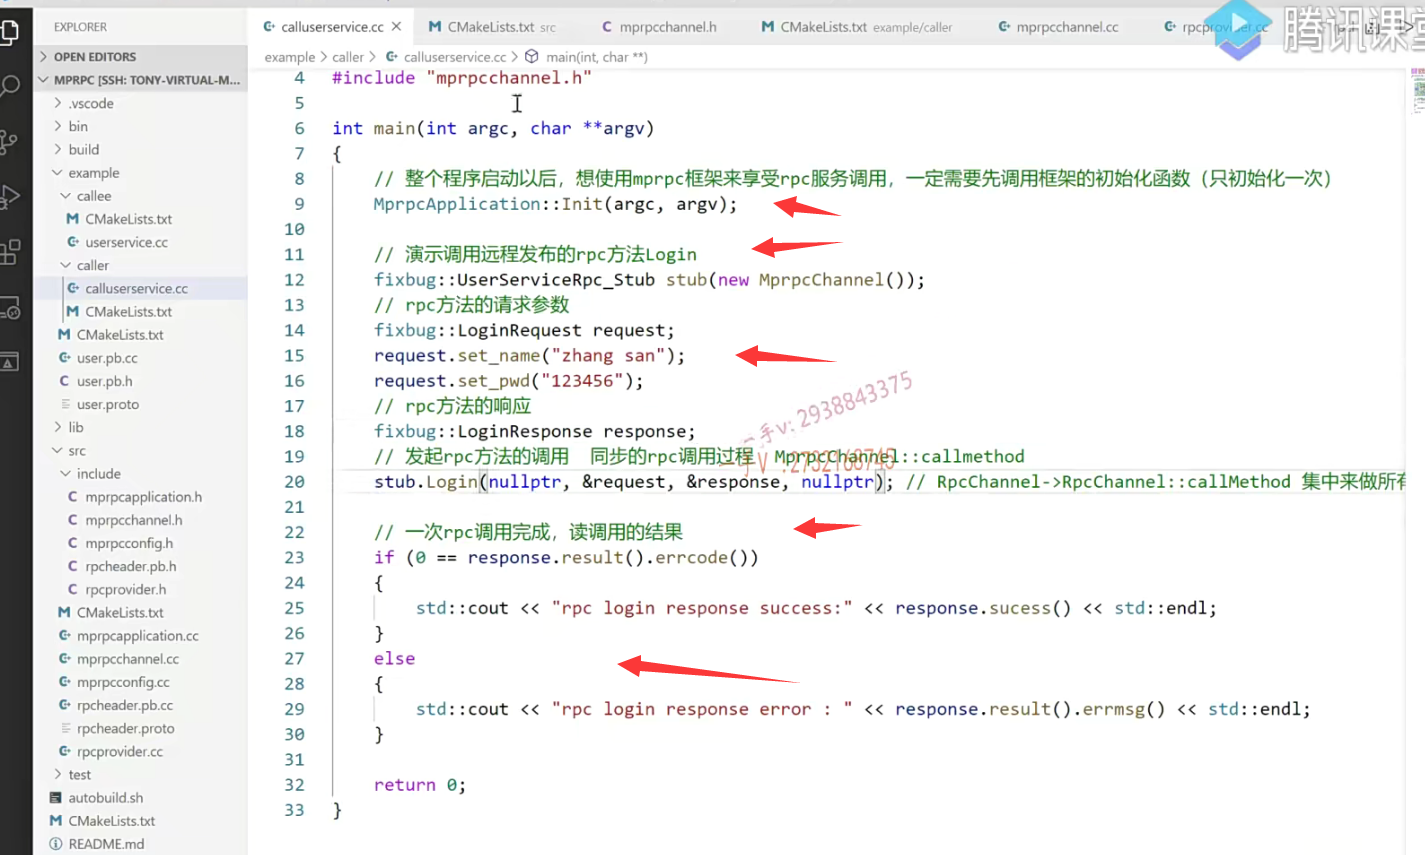 EXPLORER
OPEN EDITORS
MPRPC [SSH: TONY-VIRTUAL-M...
.vscode
bin
build
example
callee
CMakeLists.txt
userservice.cc
caller
calluserservice.cc
CMakeLists.txt
CMakeLists.txt
user.pb.cc
user.pb.h
user.proto
lib
src
include
mprpcapplication.h
mprpcchannel.h
mprpcconfig.h
rpcheader.pb.h
rpcprovider.h
CMakeLists.txt
mprpcapplication.cc
mprpcchannel.cc
mprpcconfig.cc
rpcheader.pb.cc
rpcheader.proto
rpcprovider.cc
test
autobuild.sh
CMakeLists.txt
README.md
calluserservice.cc CMakeLists.txt src mprpcchannel.h CMakeLists.txt example/caller mprpcchannel.cc rpcprovider.cc
腾讯课堂
example > caller > calluserservice.cc > main(int, char **)
4 #include "mprpcchannel.h"
5
6 int main(int argc, char **argv)
7 {
8 // 整个程序启动以后，想使用mprpc框架来享受rpc服务调用，一定需要先调用框架的初始化函数（只初始化一次）
9 MprpcApplication::Init(argc, argv);
10
11 // 演示调用远程发布的rpc方法Login
12 fixbug::UserServiceRpc_Stub stub(new MprpcChannel());
13 // rpc方法的请求参数
14 fixbug::LoginRequest request;
15 request.set_name("zhang san");
16 request.set_pwd("123456");
17 // rpc方法的响应
18 fixbug::LoginResponse response;
19 // 发起rpc方法的调用 同步的rpc调用过程 MprpcChannel::callmethod
20 stub.Login(nullptr, &request, &response, nullptr); // RpcChannel->RpcChannel::callMethod 集中来做所有
21
22 // 一次rpc调用完成，读调用的结果
23 if (0 == response.result().errcode())
24 {
25 std::cout << "rpc login response success:" << response.sucess() << std::endl;
26 }
27 else
28 {
29 std::cout << "rpc login response error : " << response.result().errmsg() << std::endl;
30 }
31
32 return 0;
33 }
一手v:2938843375
一手V :2732168745